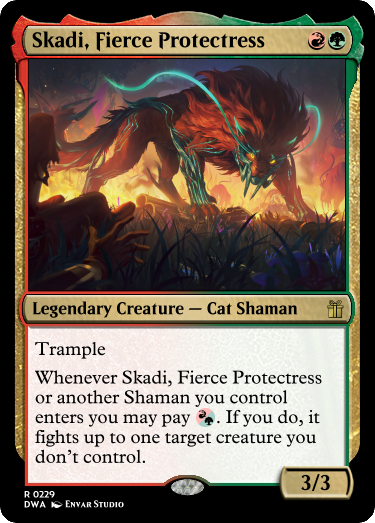 Skadi, Fierce Protectress
Legendary Creature — Cat Shaman
Trample
Whenever Skadi, Fierce Protectress
or another Shaman you control
enters you may pay . If you do, it
fights up to one target creature you
don't control.
3/3
R 0229
DWA Envar Studio